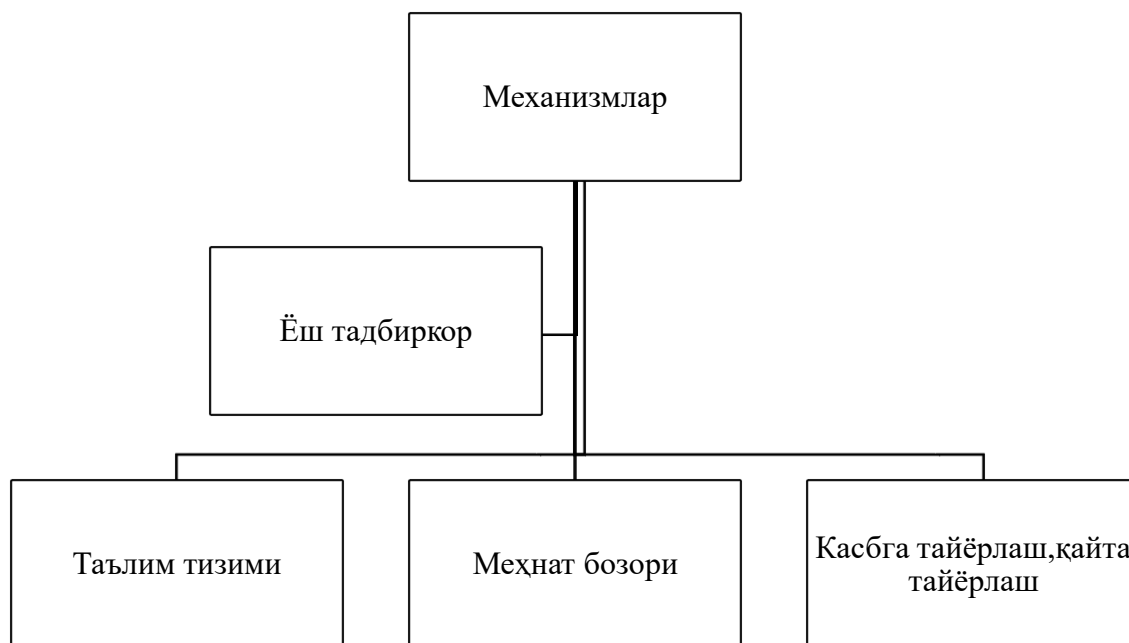 Механизмлар
Ёш тадбиркор
Таълим тизими
Меҳнат бозори
Касбга тайёрлаш,қайта
тайёрлаш